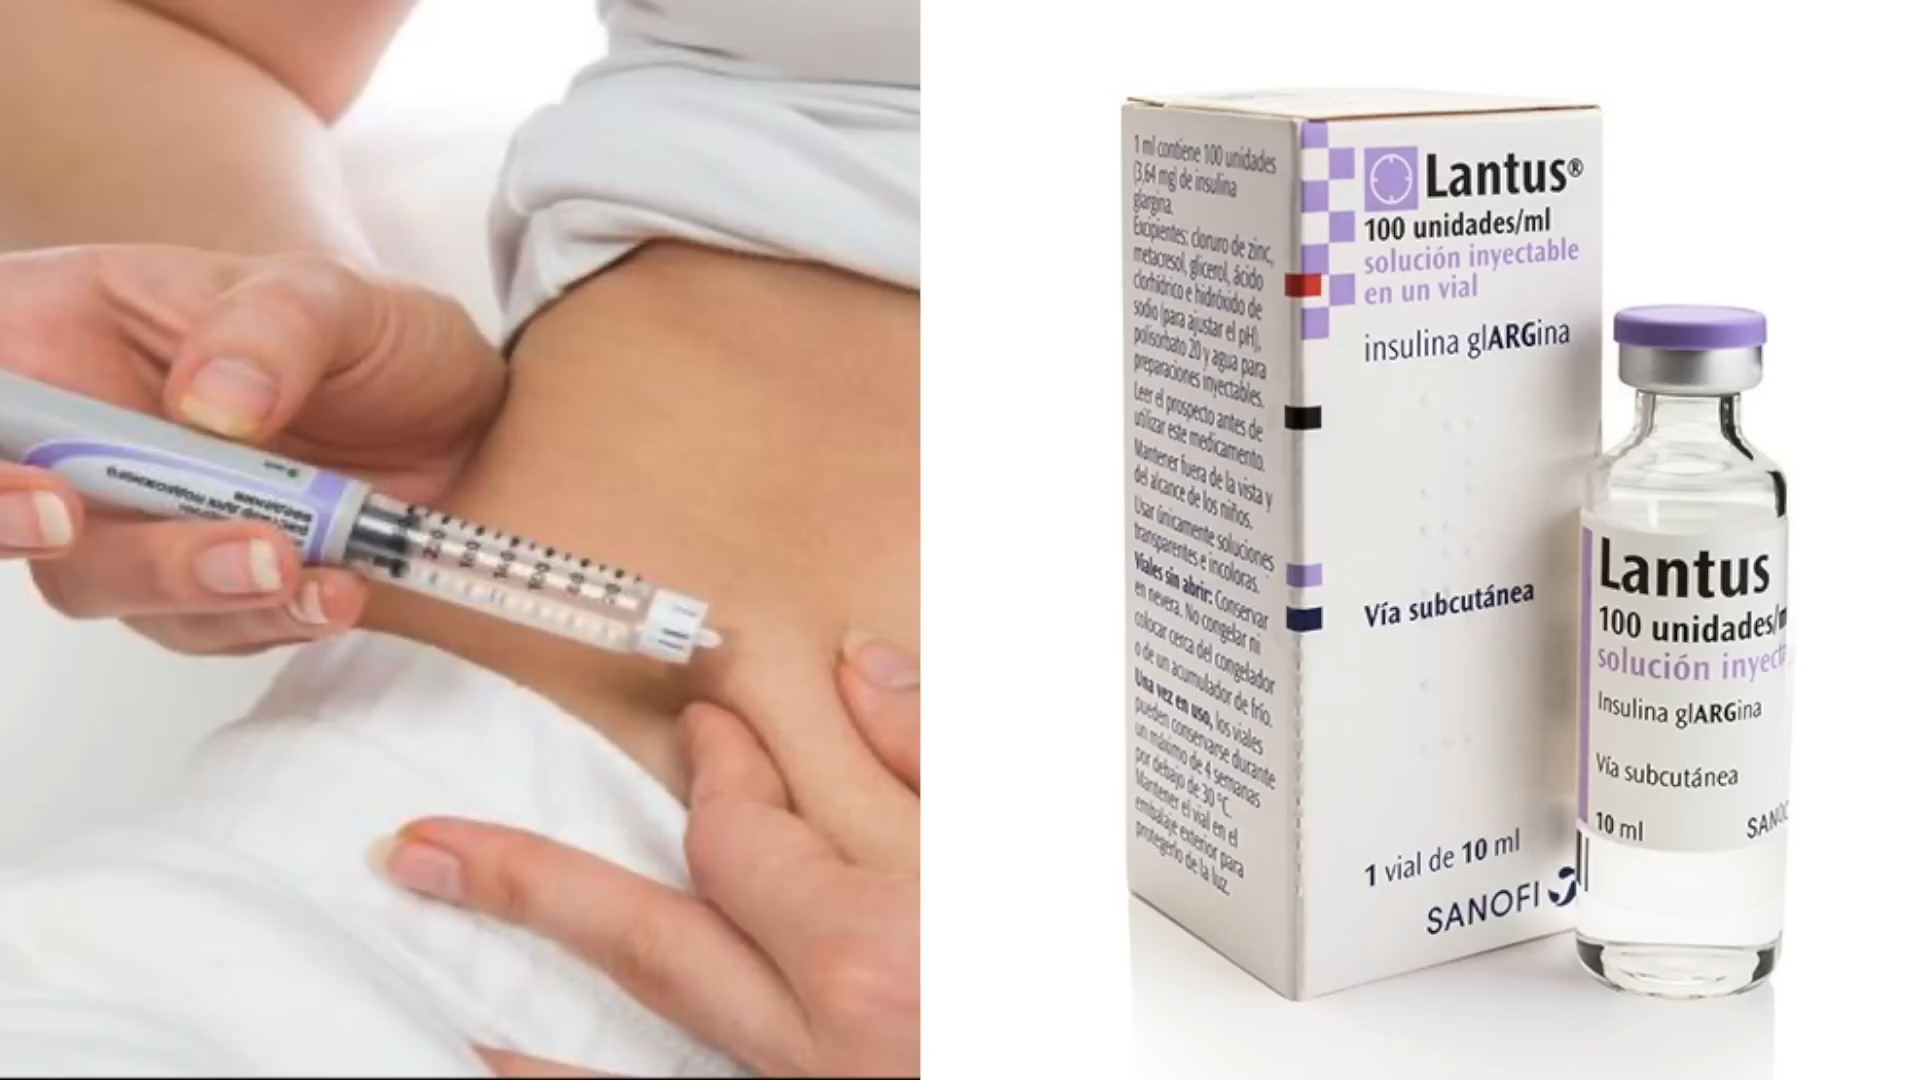 1 ml contiene 100 unidades
(3,64 mg) de insulina
glargina.
Excipientes: cloruro de zinc,
metacresol, glicerol, ácido
clorhídrico e hidróxido de
sodio (para ajustar el pH),
polisorbato 20 y agua para
preparaciones inyectables.
Leer el prospecto antes de
utilizar este medicamento.
Mantener fuera de la vista y
del alcance de los niños.
Usar únicamente soluciones
transparentes e incoloras.
Viales sin abrir: Conservar
en nevera. No congelar ni
colocar cerca del congelador
o de un acumulador de frío.
Una vez en uso, los viales
pueden conservarse durante
un máximo de 4 semanas
por debajo de 30 °C.
Mantener el vial en el
embalaje exterior para
protegerlo de la luz.
Lantus®
100 unidades/ml
solución inyectable
en un vial
insulina glARGina
Vía subcutánea
1 vial de 10 ml
SANOFI
Lantus
100 unidades/m
solución inyecta
Insulina glARGina
Vía subcutánea
10 ml
SANO